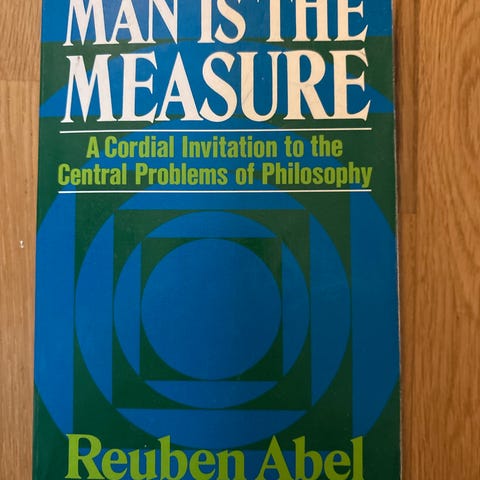 MAN IS THE
MEASURE
A Cordial Invitation to the
Central Problems of Philosophy
Reuben Abel